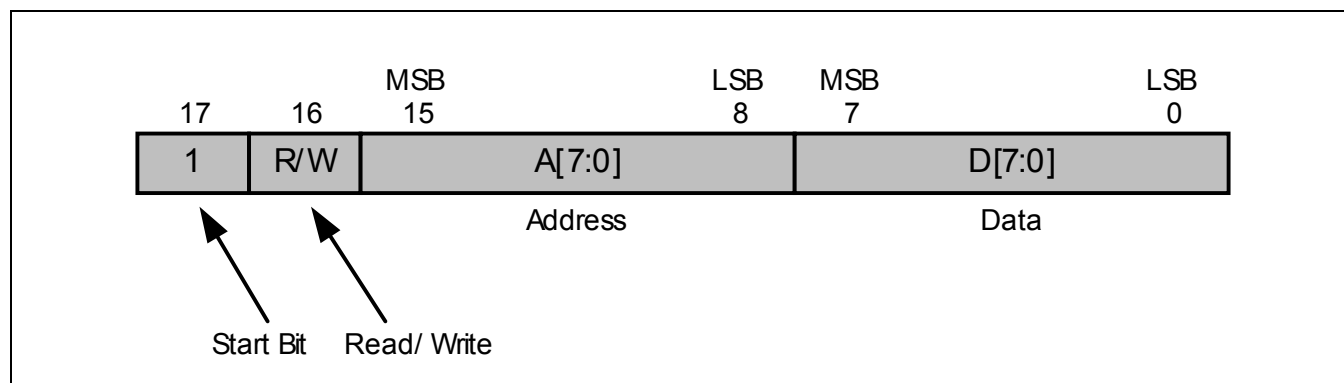 MSB LSB MSB LSB
17 16 15 8 7 0
1 R/W A[7:0] D[7:0]
Address Data
Start Bit Read/ Write